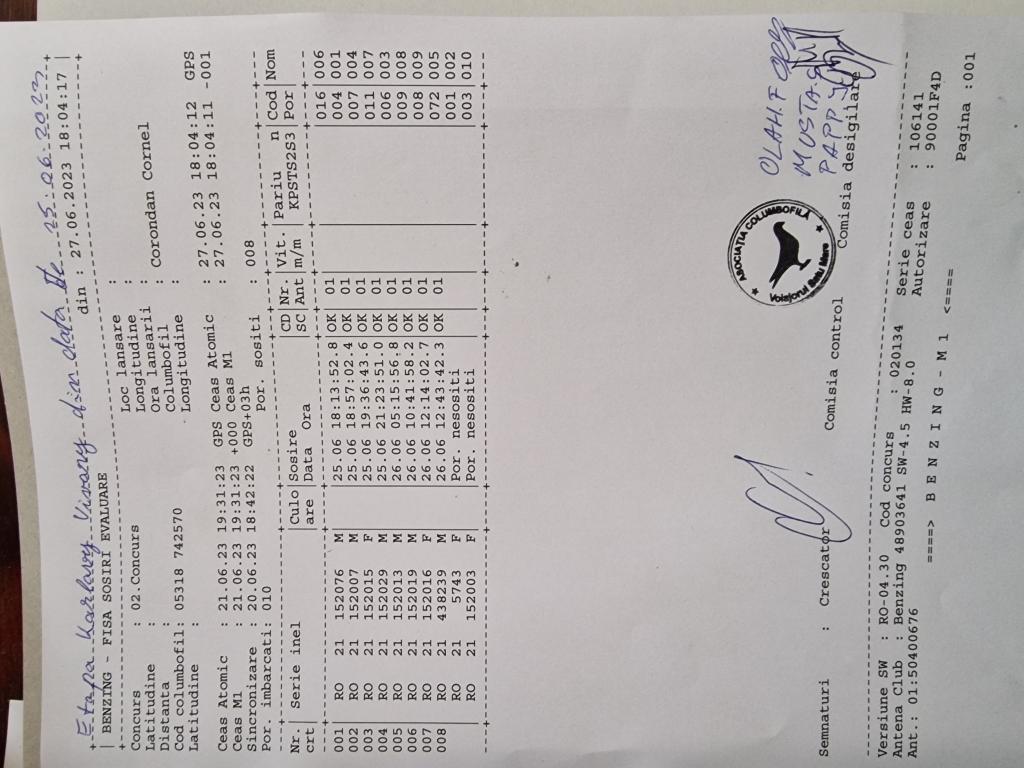 Etapa Karlovy Vivary din data de 25.06.2023
BENZING - FISA SOSIRI EVALUARE din : 27.06.2023 18:04:17
Concurs : 02.Concurs Loc lansare :
Latitudine : Longitudine :
Distanta : Ora lansarii :
Cod columbofil: 05318 742570 Columbofil : Corondan Cornel
Latitudine : Longitudine :
Ceas Atomic : 21.06.23 19:31:23 GPS Ceas Atomic : 27.06.23 18:04:12 GPS
Ceas M1 : 21.06.23 19:31:23 +000 Ceas M1 : 27.06.23 18:04:11 -001
Sincronizare : 20.06.23 18:42:22 GPS+03h
Por. imbarcati: 010 Por. sositi : 008
Nr. | Serie inel |Culo|Sosire |CD|Nr.|Vit.|Pariu n|Cod|Nom
crt| |are |Data Ora |SC|Ant|m/m |XPSTS2S3|Por|
001 RO 21 152076 M 25.06 18:13:52.8 OK 01 016 006
002 RO 21 152007 M 25.06 18:57:02.4 OK 01 004 001
003 RO 21 152015 F 25.06 19:36:43.6 OK 01 007 004
004 RO 21 152029 M 25.06 21:23:51.0 OK 01 011 007
005 RO 21 152013 M 26.06 05:15:56.8 OK 01 006 003
006 RO 21 152019 M 26.06 10:41:58.2 OK 01 009 008
007 RO 21 152016 F 26.06 12:14:02.7 OK 01 008 009
008 RO 21 438239 M 26.06 12:43:42.3 OK 01 072 005
RO 21 5743 F Por. nesositi 001 002
RO 21 152003 F Por. nesositi 003 010
OLAH F
MUSTAS
PAPP
ASOCIATIA COLUMBOFILĂ
Voiajorul Satu Mare
Semnaturi : Crescator Comisia control Comisia desigilare
Versiune SW : RO-04.30 Cod concurs : 020134 Serie ceas : 106141
Antena Club : Benzing 48903641 SW-4.5 HW-8.0 Autorizare : 90001F4D
Ant.: 01:50400676
====> B E N Z I N G - M 1 <====
Pagina :001